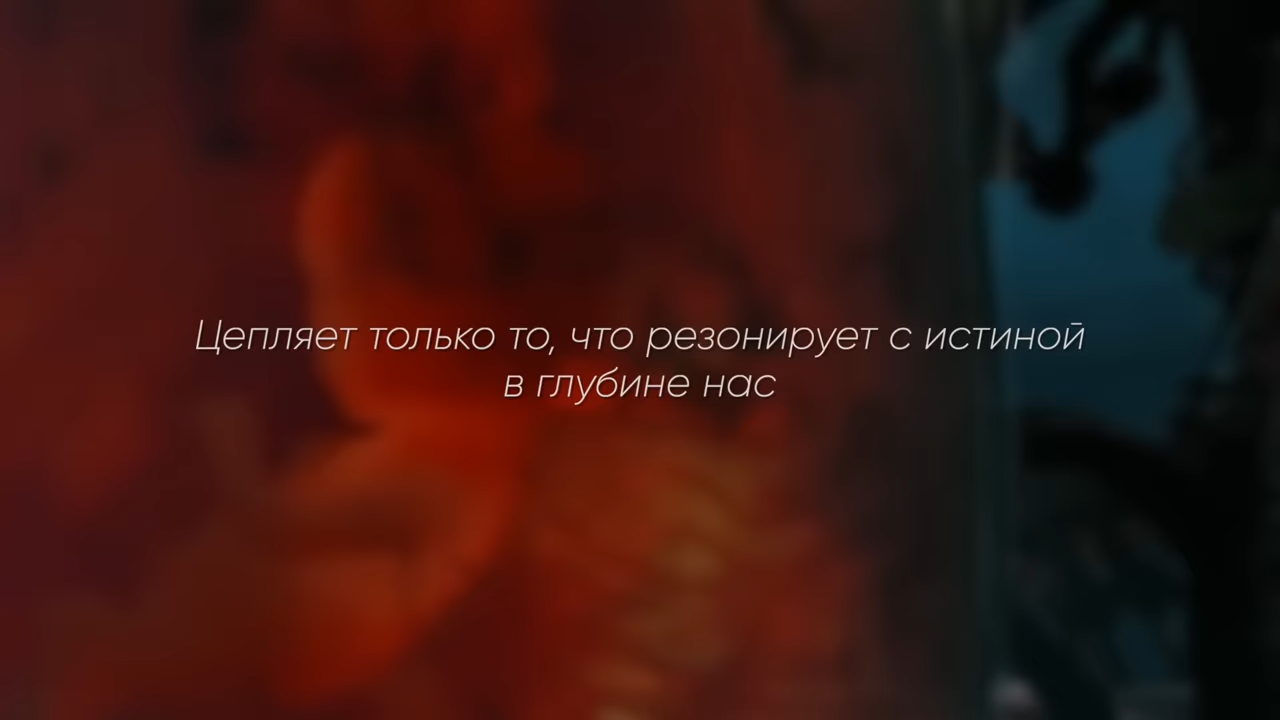 Цепляет только то, что резонирует с истиной
в глубине нас